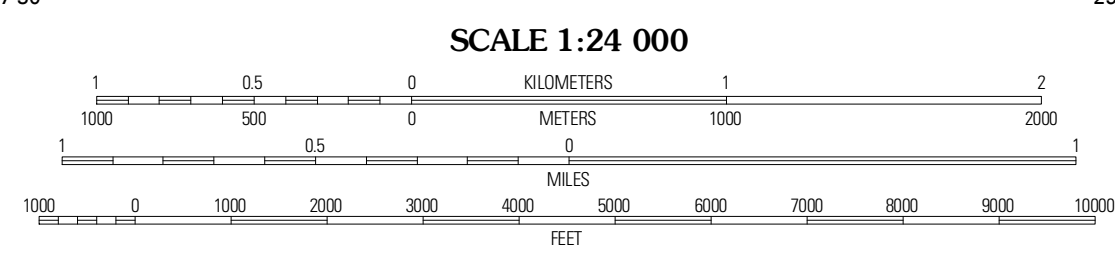 SCALE 1:24 000
1 0.5 0 KILOMETERS 1 2
1000 500 0 METERS 1000 2000
1 0.5 0 1
MILES
1000 0 1000 2000 3000 4000 5000 6000 7000 8000 9000 10000
FEET